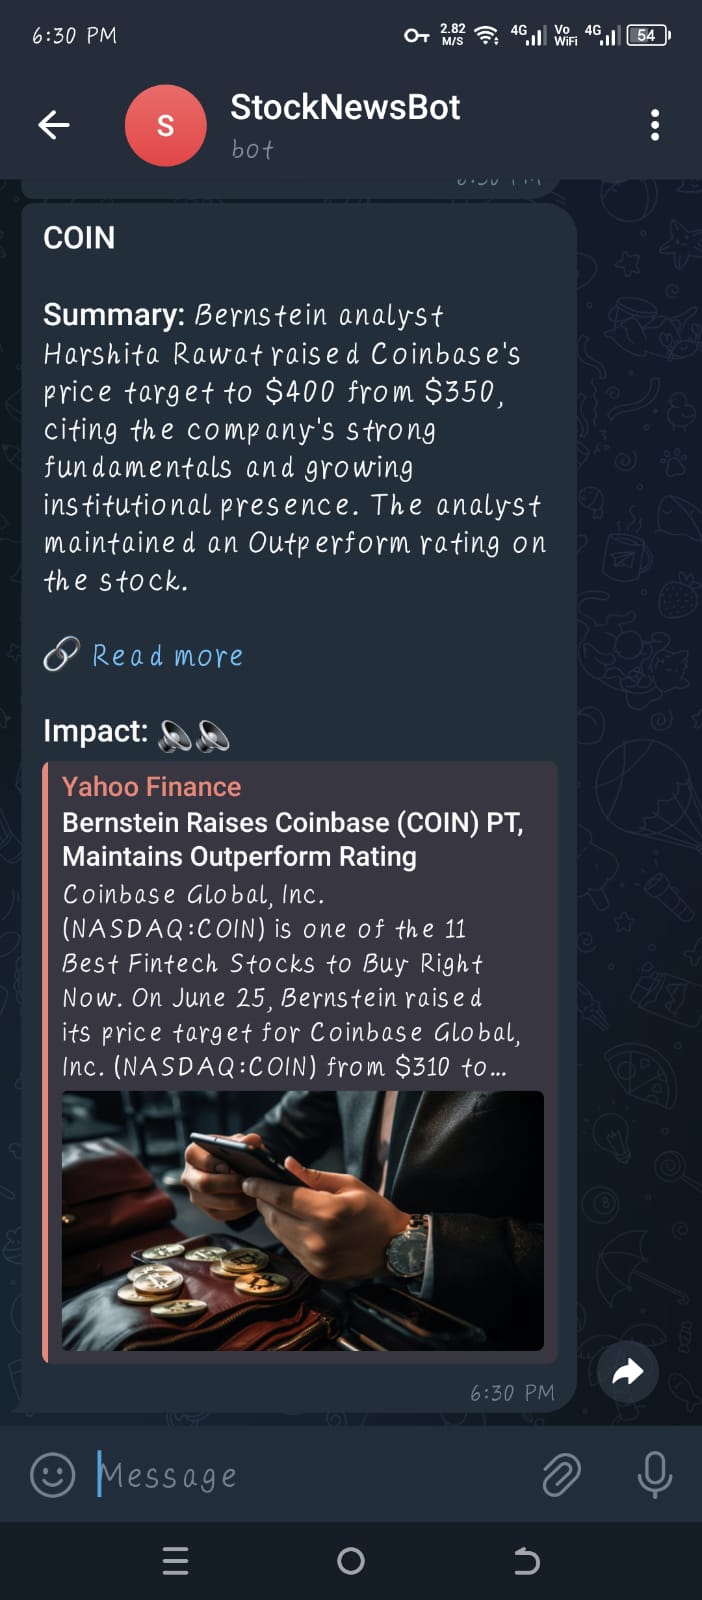 6:30 PM
2.82
M/S
4G
Vo
WiFi
4G
54
S
StockNewsBot
bot
6:30 PM
COIN
Summary: Bernstein analyst
Harshita Rawat raised Coinbase's
price target to $400 from $350,
citing the company's strong
fundamentals and growing
institutional presence. The analyst
maintained an Outperform rating on
the stock.
Read more
Impact:
Yahoo Finance
Bernstein Raises Coinbase (COIN) PT,
Maintains Outperform Rating
Coinbase Global, Inc.
(NASDAQ:COIN) is one of the 11
Best Fintech Stocks to Buy Right
Now. On June 25, Bernstein raised
its price target for Coinbase Global,
Inc. (NASDAQ:COIN) from $310 to...
6:30 PM
Message